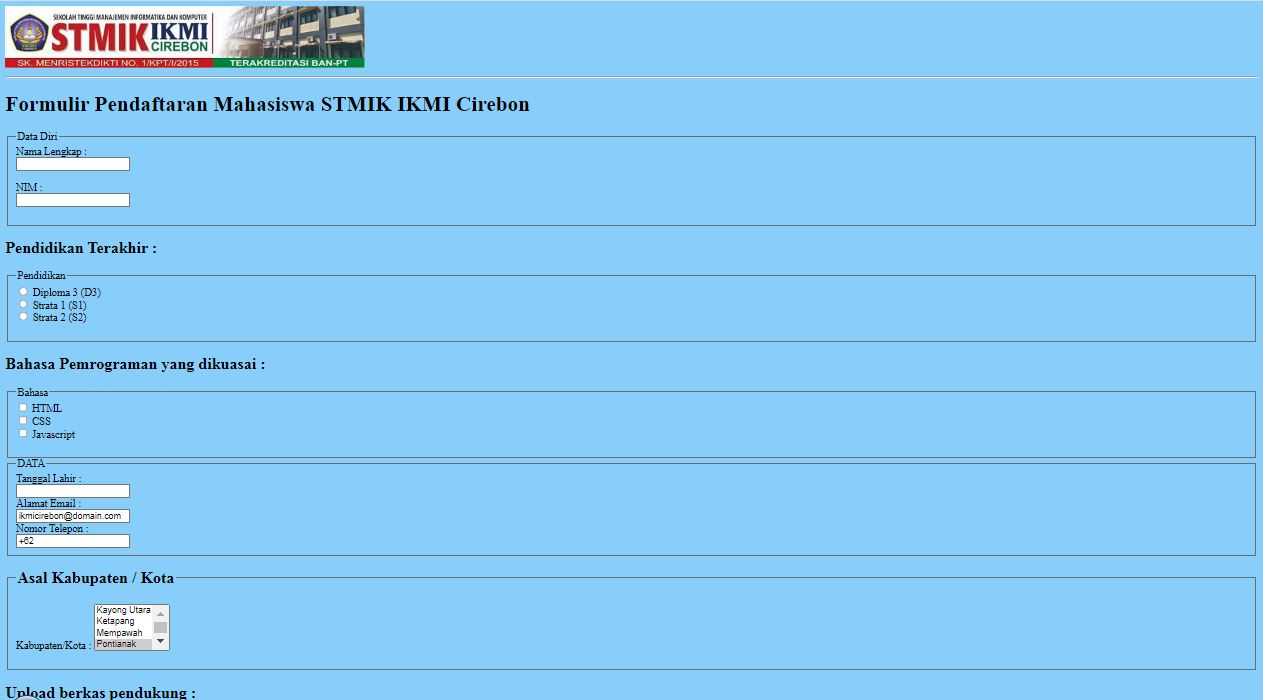 SEKOLAH TINGGI MANAJEMEN INFORMATIKA DAN KOMPUTER
STMIK IKMI
CIREBON
SK. MENRISTEKDIKTI NO. 1/KPT/I/2015 TERAKREDITASI BAN-PT
Formulir Pendaftaran Mahasiswa STMIK IKMI Cirebon
Data Diri
Nama Lengkap :
NIM :
Pendidikan Terakhir :
Pendidikan
Diploma 3 (D3)
Strata 1 (S1)
Strata 2 (S2)
Bahasa Pemrograman yang dikuasai :
Bahasa
HTML
CSS
Javascript
DATA
Tanggal Lahir :
Alamat Email :
ikmicirebon@domain.com
Nomor Telepon :
+62
Asal Kabupaten / Kota
Kayong Utara
Ketapang
Mempawah
Kabupaten/Kota : Pontianak
Upload berkas pendukung :